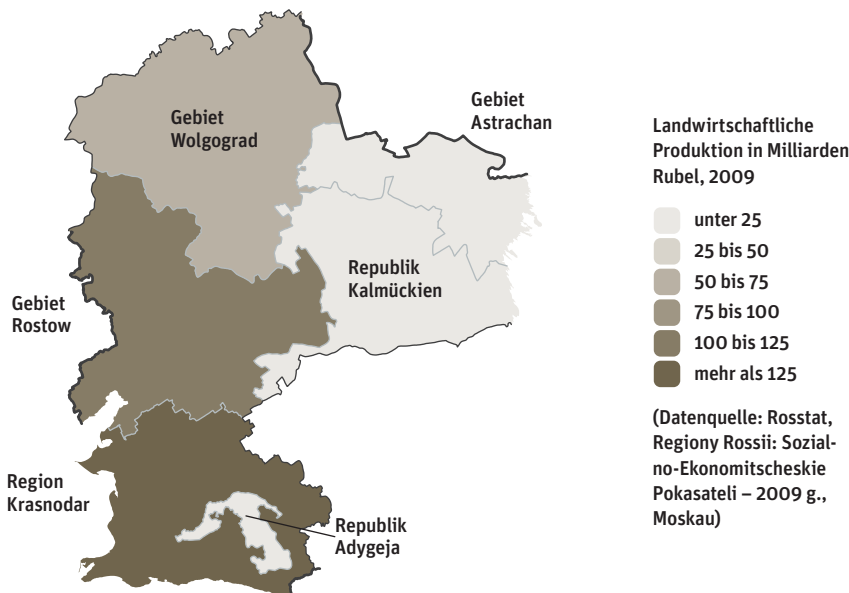 Gebiet
Wolgograd
Gebiet
Astrachan
Republik
Kalmückien
Gebiet
Rostow
Region
Krasnodar
Republik
Adygeja
Landwirtschaftliche
Produktion in Milliarden
Rubel, 2009
unter 25
25 bis 50
50 bis 75
75 bis 100
100 bis 125
mehr als 125
(Datenquelle: Rosstat,
Regiony Rossii: Sozial-
no-Ekonomitscheskie
Pokasateli – 2009 g.,
Moskau)